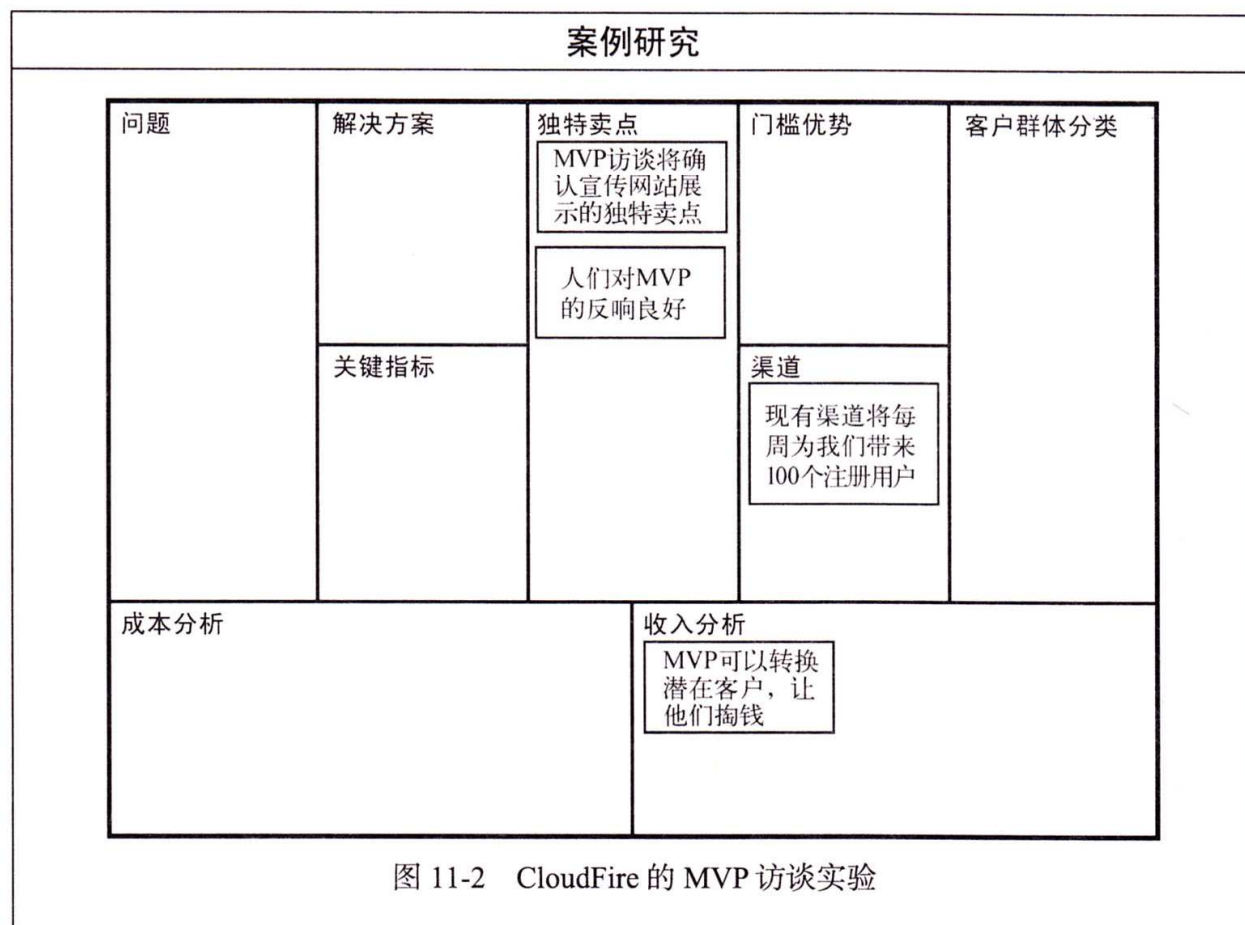 案例研究
问题
解决方案
独特卖点
MVP访谈将确
认宣传网站展
示的独特卖点
人们对MVP
的反响良好
门槛优势
客户群体分类
关键指标
渠道
现有渠道将每
周为我们带来
100个注册用户
成本分析
收入分析
MVP可以转换
潜在客户，让
他们掏钱
图 11-2 CloudFire 的 MVP 访谈实验